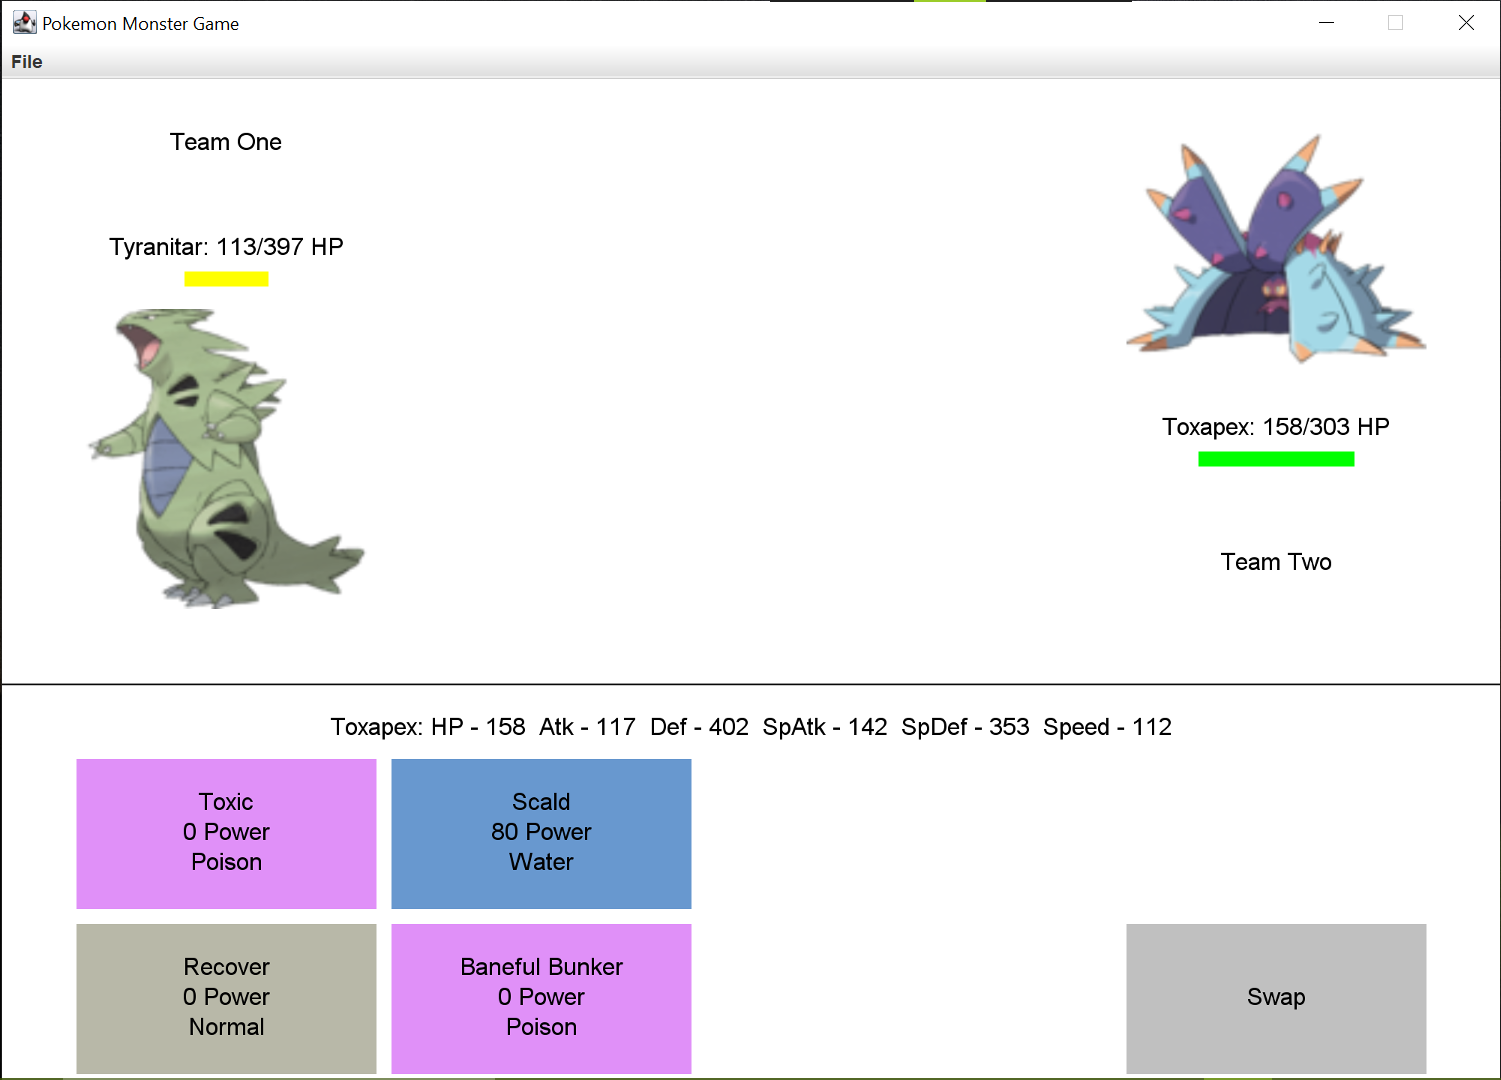 Pokemon Monster Game
File
Team One
Tyranitar: 113/397 HP
Toxapex: 158/303 HP
Team Two
Toxapex: HP - 158 Atk - 117 Def - 402 SpAtk - 142 SpDef - 353 Speed - 112
Toxic
0 Power
Poison
Scald
80 Power
Water
Recover
0 Power
Normal
Baneful Bunker
0 Power
Poison
Swap